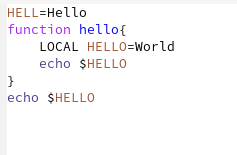 HELL=Hello
function hello{
    LOCAL HELLO=World
    echo $HELLO
}
echo $HELLO